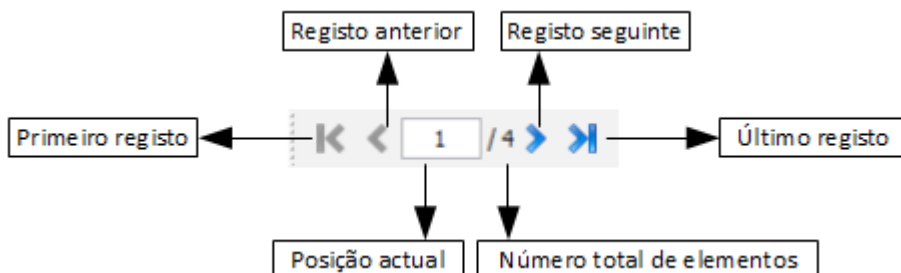 Registo anterior
Registo seguinte
Primeiro registo
1 / 4
Último registo
Posição actual
Número total de elementos